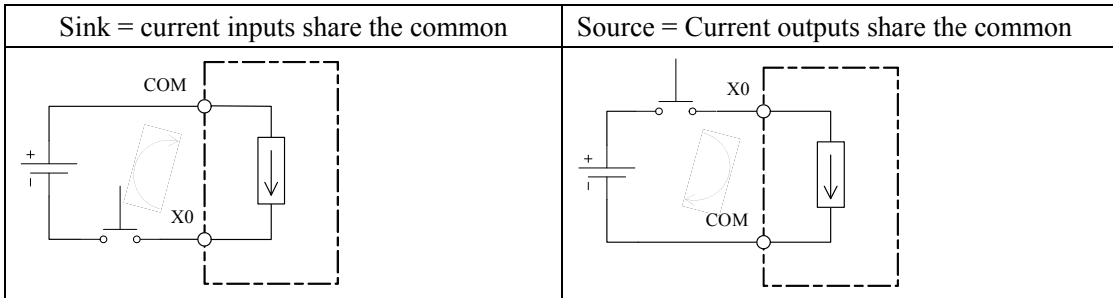 Sink = current inputs share the common
Source = Current outputs share the common
COM
+
–
X0
X0
+
–
COM